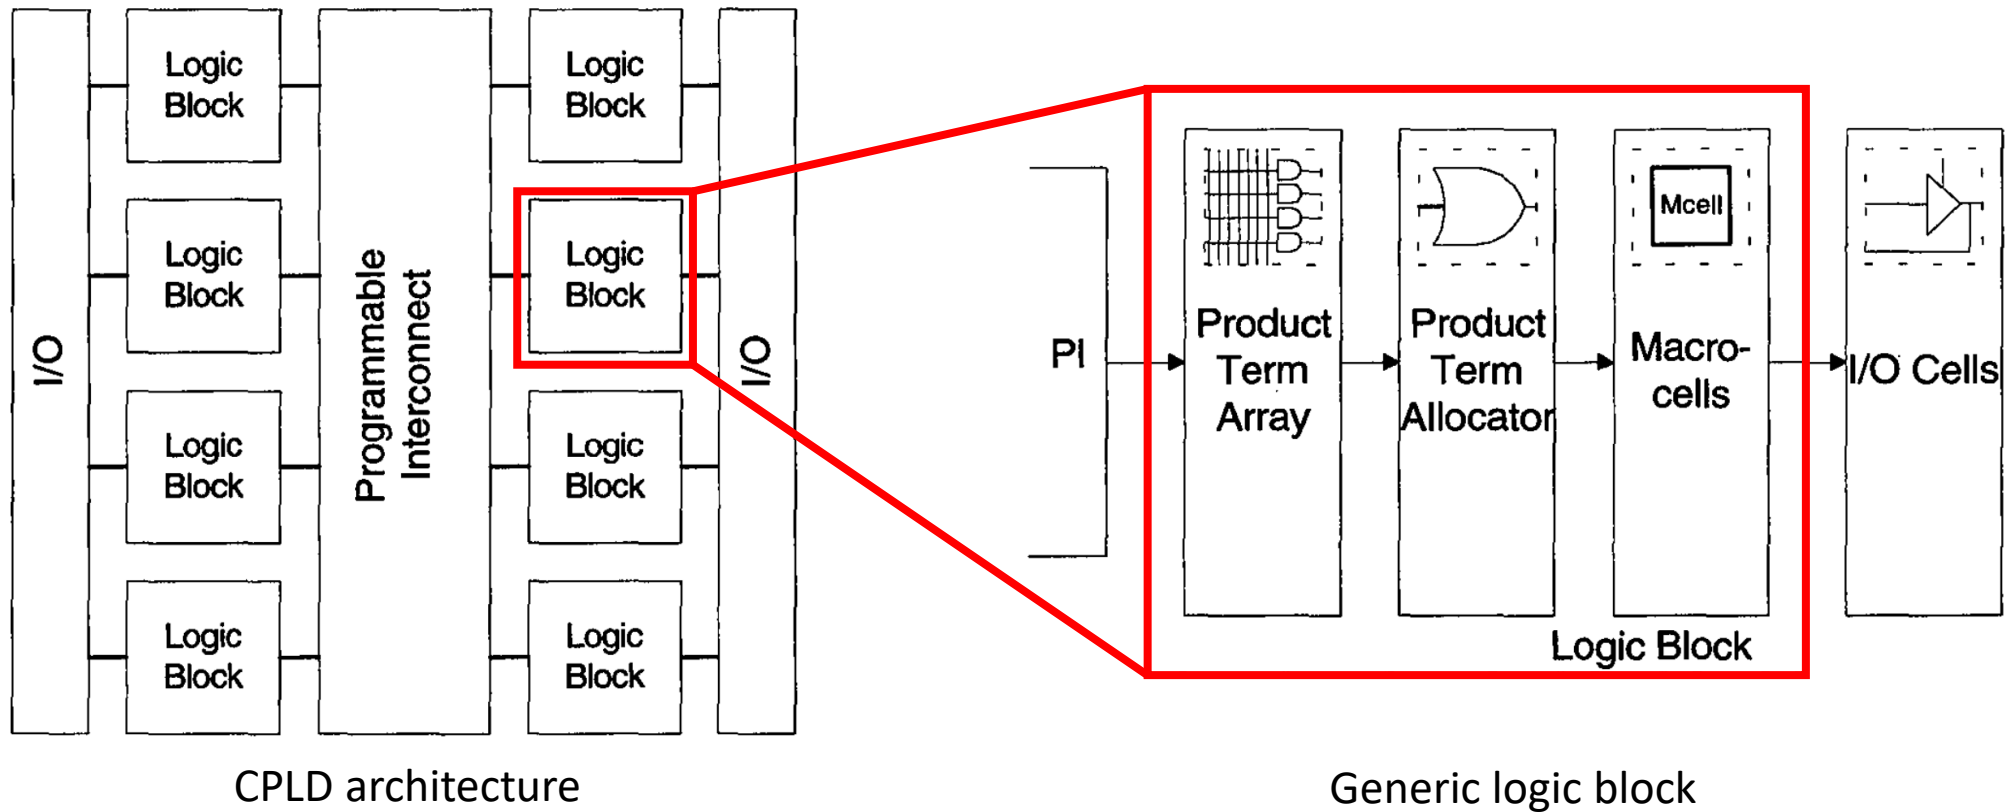 I/O
Logic
Block
Logic
Block
Logic
Block
Logic
Block
Programmable
Interconnect
Logic
Block
Logic
Block
Logic
Block
Logic
Block
I/O
CPLD architecture
PI
Product
Term
Array
Product
Term
Allocator
Mcell
Macro-
cells
I/O Cells
Logic Block
Generic logic block